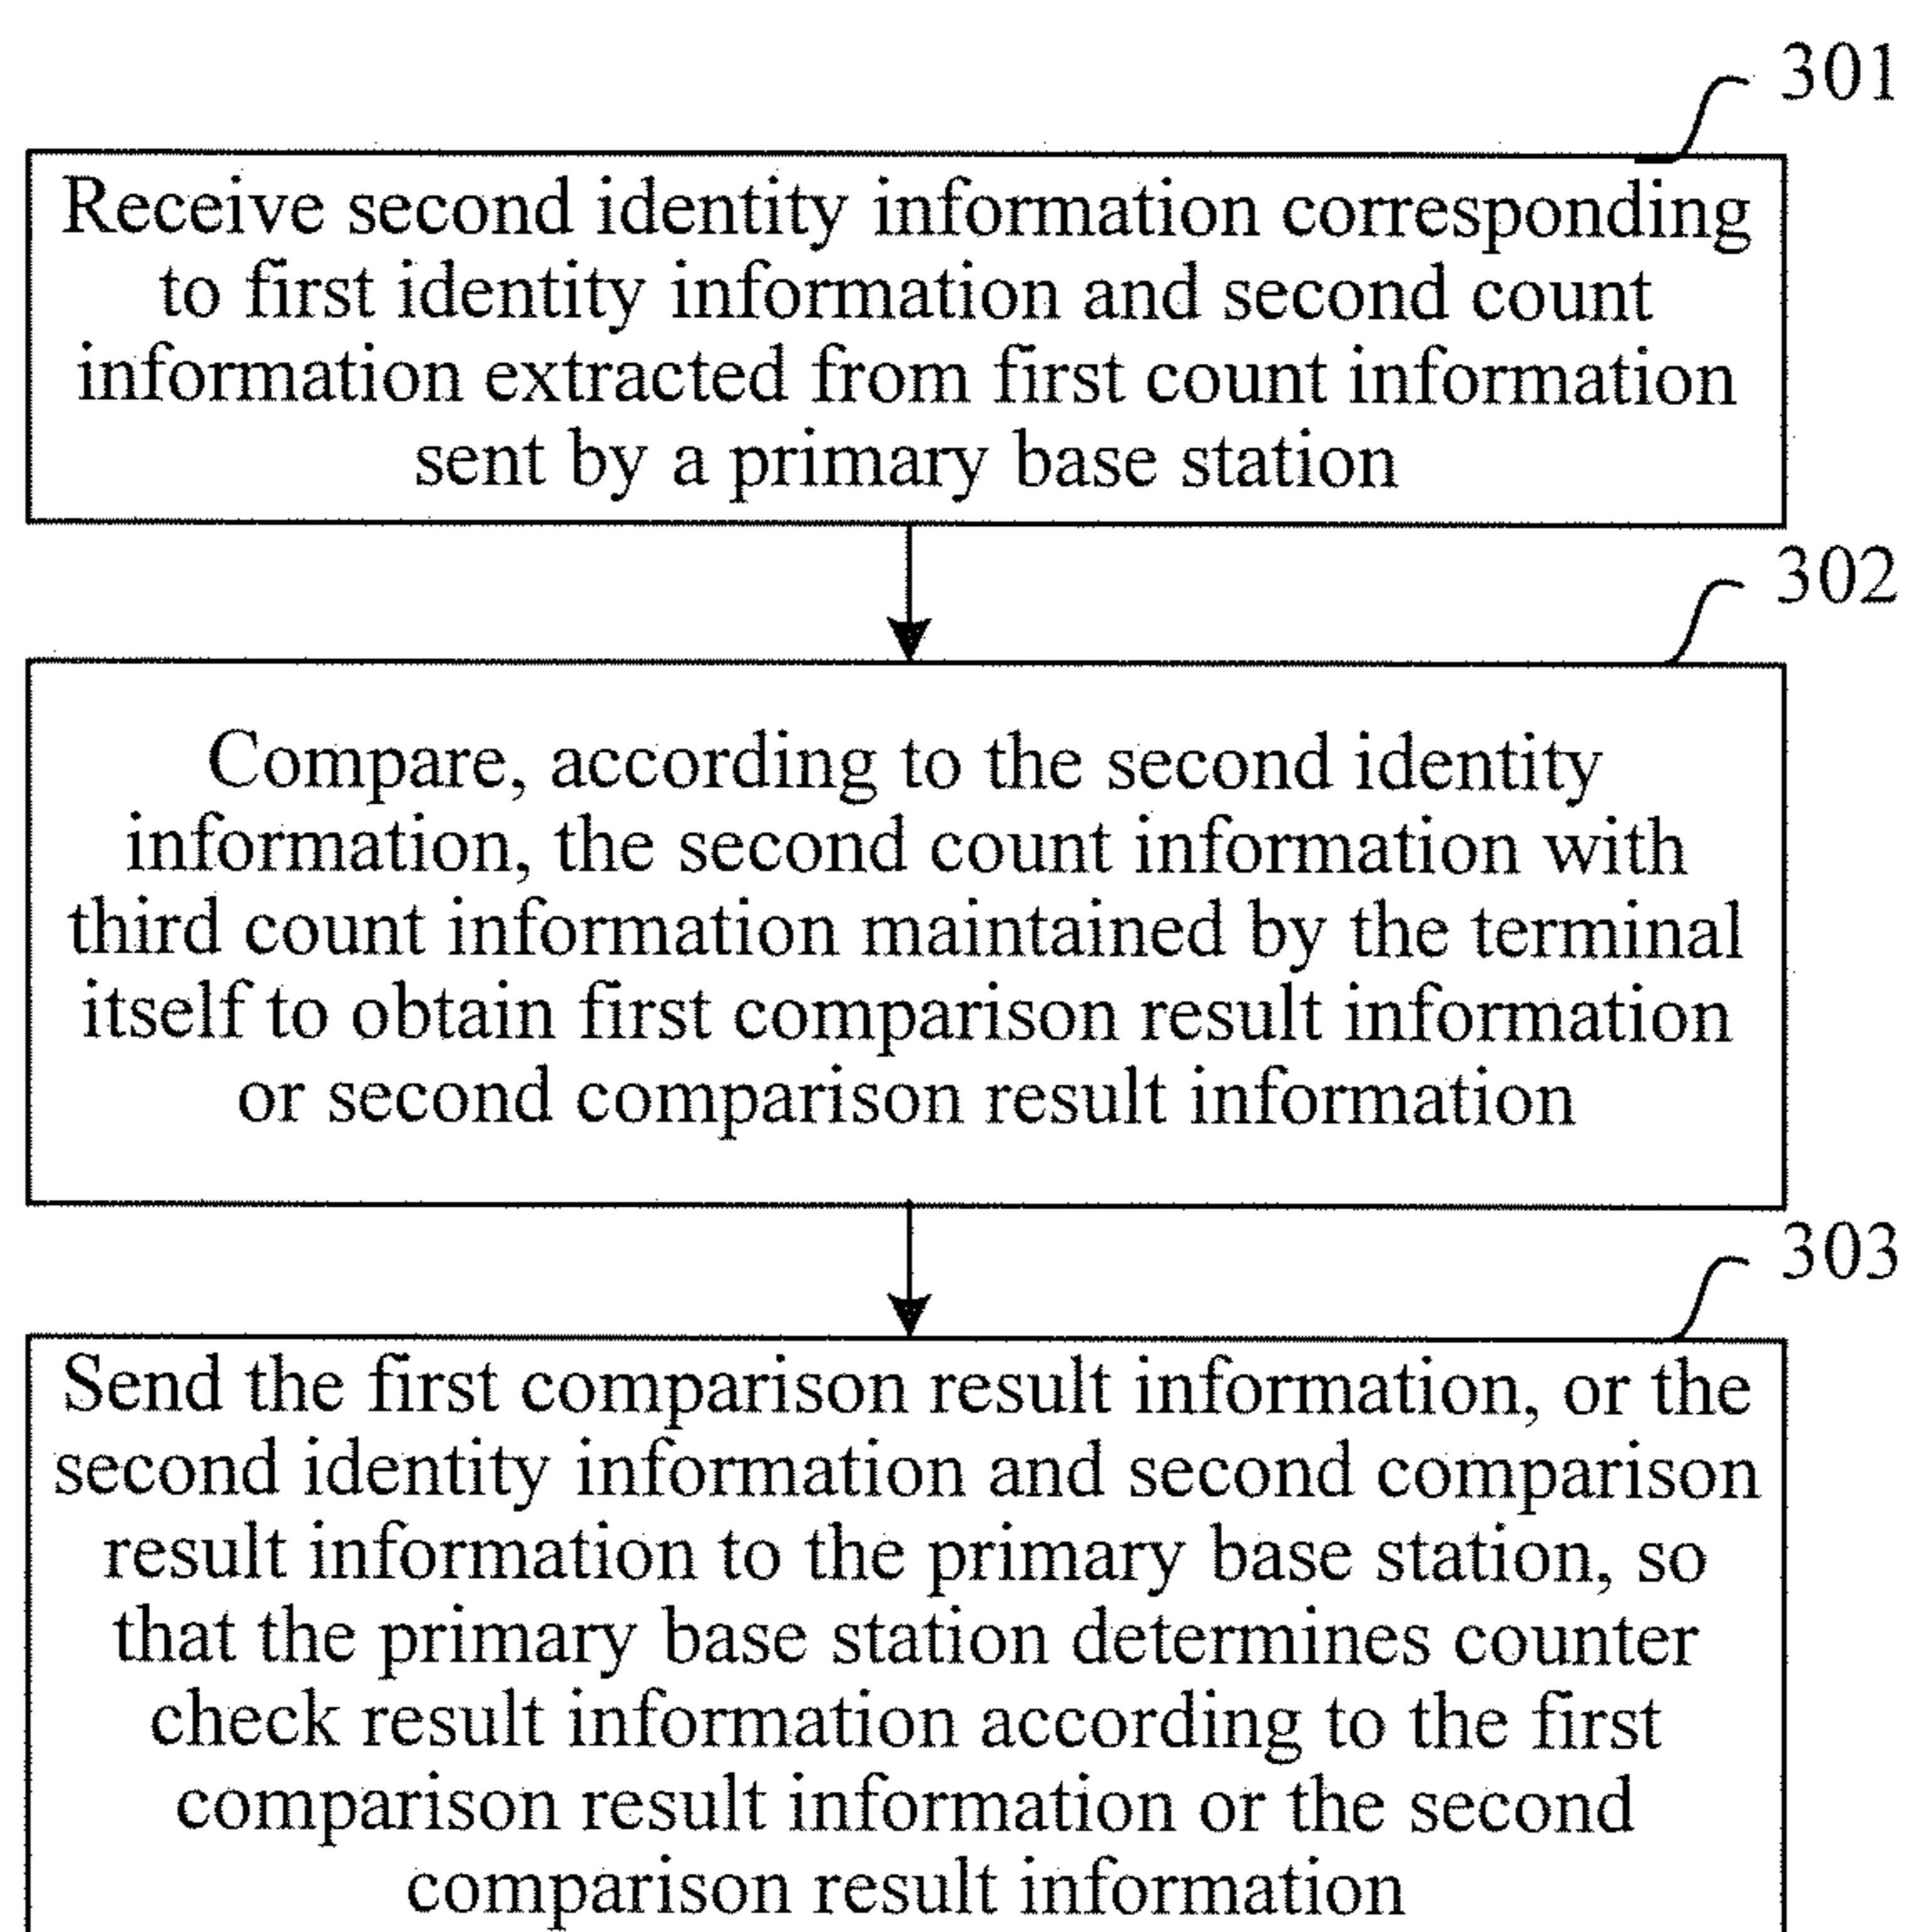 301
Receive second identity information corresponding
to first identity information and second count
information extracted from first count information
sent by a primary base station
302
Compare, according to the second identity
information, the second count information with
third count information maintained by the terminal
itself to obtain first comparison result information
or second comparison result information
303
Send the first comparison result information, or the
second identity information and second comparison
result information to the primary base station, so
that the primary base station determines counter
check result information according to the first
comparison result information or the second
comparison result information